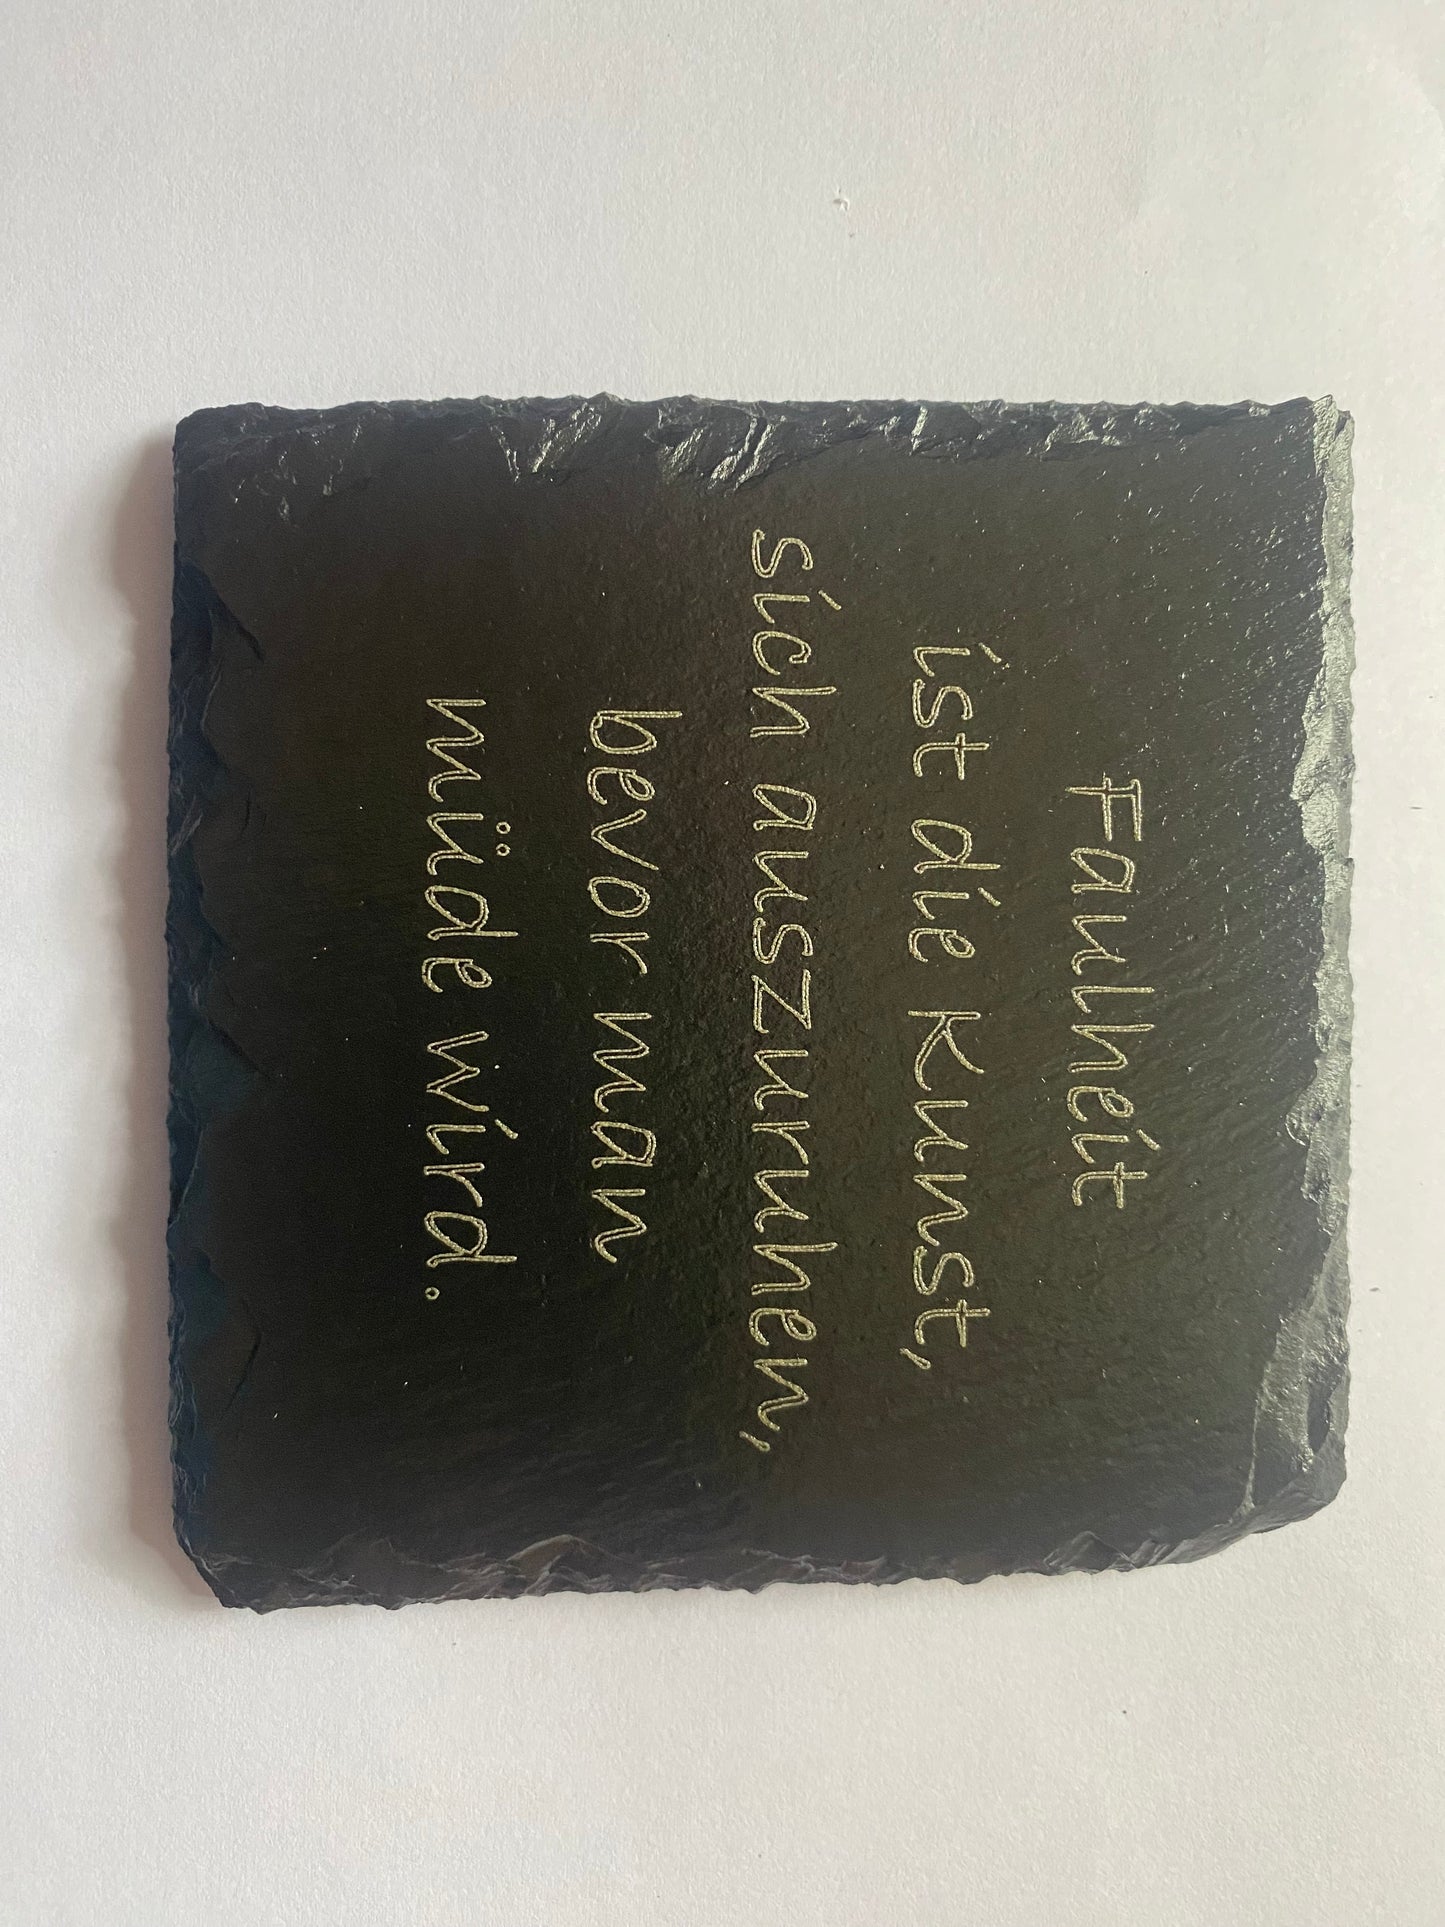 Faulheit
ist die Kunst,
sich auszuruhen,
bevor man
müde wird.